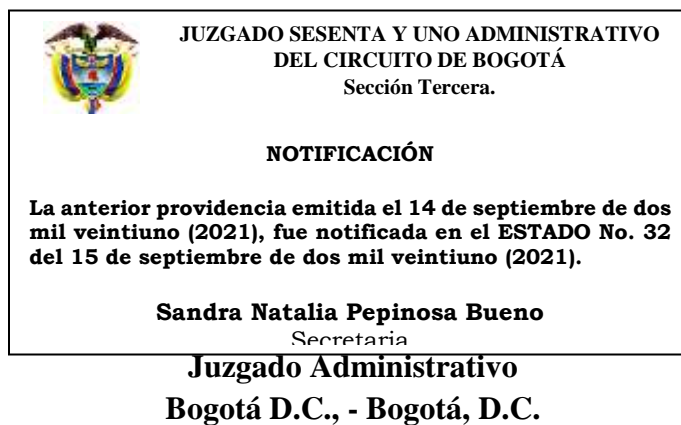 JUZGADO SESENTA Y UNO ADMINISTRATIVO
DEL CIRCUITO DE BOGOTÁ
Sección Tercera.
NOTIFICACIÓN
La anterior providencia emitida el 14 de septiembre de dos
mil veintiuno (2021), fue notificada en el ESTADO No. 32
del 15 de septiembre de dos mil veintiuno (2021).
Sandra Natalia Pepinosa Bueno
Secretaria
Juzgado Administrativo
Bogotá D.C., - Bogotá, D.C.